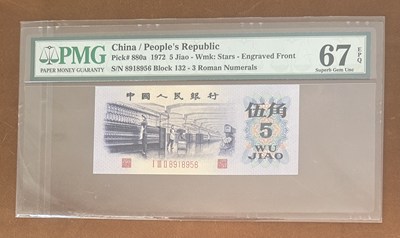 PMG
PAPER MONEY GUARANTY
China / People's Republic
Pick# 880a 1972 5 Jiao - Wmk: Stars - Engraved Front
S/N 8918956 Block 132 - 3 Roman Numerals
67 EPQ
Superb Gem Unc
中国人民银行
伍角
5
WU
JIAO
I III II 8918956